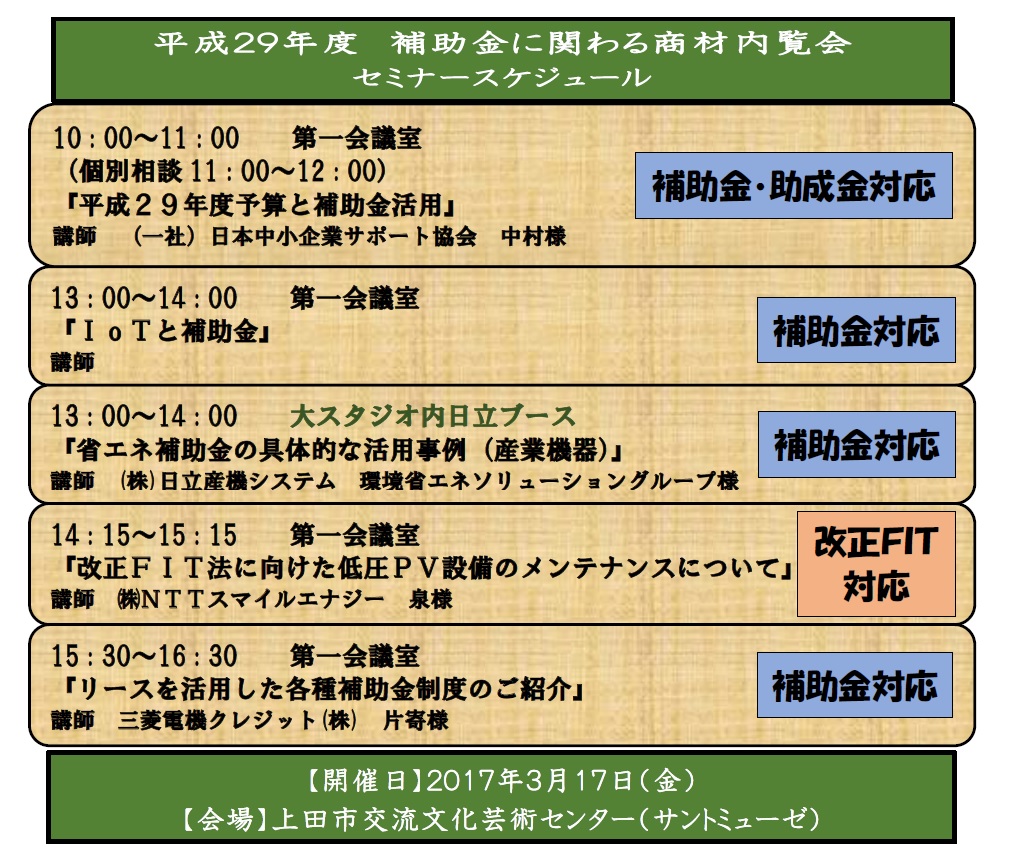 平成29年度　補助金に関わる商材内覧会
セミナースケジュール
10：00～11：00　　第一会議室
（個別相談 11：00～12：00）
『平成２９年度予算と補助金活用』
講師　（一社）日本中小企業サポート協会　中村様
補助金・助成金対応
13：00～14：00　　第一会議室
『ＩｏＴと補助金』
講師
補助金対応
13：00～14：00　　大スタジオ内日立ブース
『省エネ補助金の具体的な活用事例（産業機器）』
講師　(株)日立産機システム　環境省エネソリューショングループ様
補助金対応
14：15～15：15　　第一会議室
『改正ＦＩＴ法に向けた低圧ＰＶ設備のメンテナンスについて』
講師　㈱ＮＴＴスマイルエナジー　泉様
改正FIT
対応
15：30～16：30　　第一会議室
『リースを活用した各種補助金制度のご紹介』
講師　三菱電機クレジット(株)　片寄様
補助金対応
【開催日】2017年3月17日（金）
【会場】上田市交流文化芸術センター（サントミューゼ）